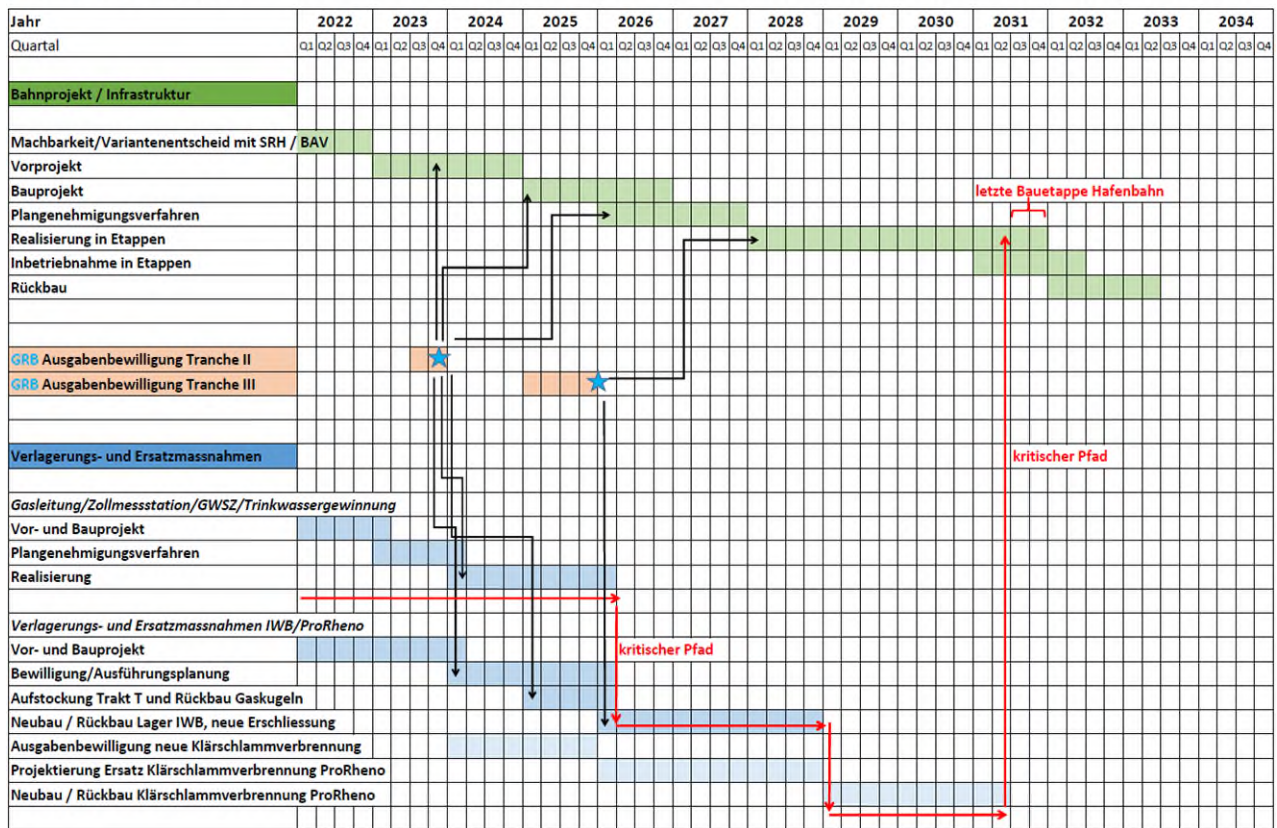 Jahr 2022 2023 2024 2025 2026 2027 2028 2029 2030 2031 2032 2033 2034
Quartal Q1 Q2 Q3 Q4 Q1 Q2 Q3 Q4 Q1 Q2 Q3 Q4 Q1 Q2 Q3 Q4 Q1 Q2 Q3 Q4 Q1 Q2 Q3 Q4 Q1 Q2 Q3 Q4 Q1 Q2 Q3 Q4 Q1 Q2 Q3 Q4 Q1 Q2 Q3 Q4 Q1 Q2 Q3 Q4 Q1 Q2 Q3 Q4 Q1 Q2 Q3 Q4
Bahnprojekt / Infrastruktur
Machbarkeit/Variantenentscheid mit SRH / BAV
Vorprojekt
Bauprojekt
letzte Bauetappe Hafenbahn
Plangenehmigungsverfahren
Realisierung in Etappen
Inbetriebnahme in Etappen
Rückbau
GRB Ausgabenbewilligung Tranche II
GRB Ausgabenbewilligung Tranche III
Verlagerungs- und Ersatzmassnahmen
kritischer Pfad
Gasleitung/Zollmessstation/GWSZ/Trinkwassergewinnung
Vor- und Bauprojekt
Plangenehmigungsverfahren
Realisierung
Verlagerungs- und Ersatzmassnahmen IWB/ProRheno
Vor- und Bauprojekt
kritischer Pfad
Bewilligung/Ausführungsplanung
Aufstockung Trakt T und Rückbau Gaskugeln
Neubau / Rückbau Lager IWB, neue Erschliessung
Ausgabenbewilligung neue Klärschlammverbrennung
Projektierung Ersatz Klärschlammverbrennung ProRheno
Neubau / Rückbau Klärschlammverbrennung ProRheno